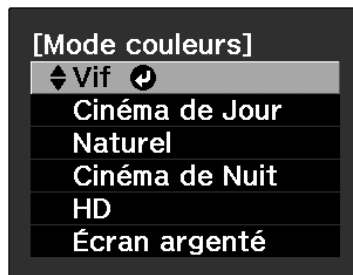 [Mode couleurs]
Vif
Cinéma de Jour
Naturel
Cinéma de Nuit
HD
Écran argenté